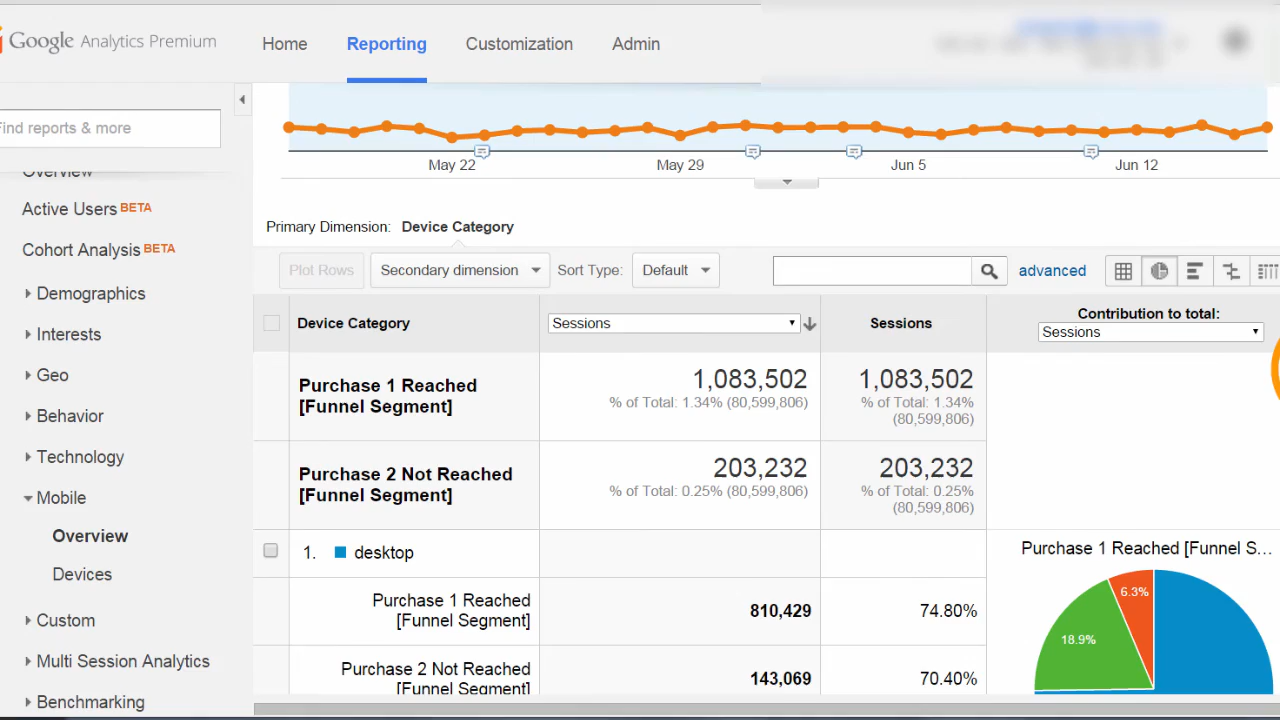 Google Analytics Premium
Home
Reporting
Customization
Admin
Find reports & more
Overview
Active Users BETA
Cohort Analysis BETA
Demographics
Interests
Geo
Behavior
Technology
Mobile
Overview
Devices
Custom
Multi Session Analytics
Benchmarking
May 22
May 29
Jun 5
Jun 12
Primary Dimension: Device Category
Plot Rows
Secondary dimension
Sort Type:
Default
advanced
Device Category
Sessions
Sessions
Contribution to total:
Sessions
Purchase 1 Reached
[Funnel Segment]
1,083,502
% of Total: 1.34% (80,599,806)
1,083,502
% of Total: 1.34%
(80,599,806)
Purchase 2 Not Reached
[Funnel Segment]
203,232
% of Total: 0.25% (80,599,806)
203,232
% of Total: 0.25%
(80,599,806)
1. desktop
Purchase 1 Reached
[Funnel Segment]
810,429
74.80%
Purchase 2 Not Reached
[Funnel Segment]
143,069
70.40%
Purchase 1 Reached [Funnel S...
6.3%
18.9%